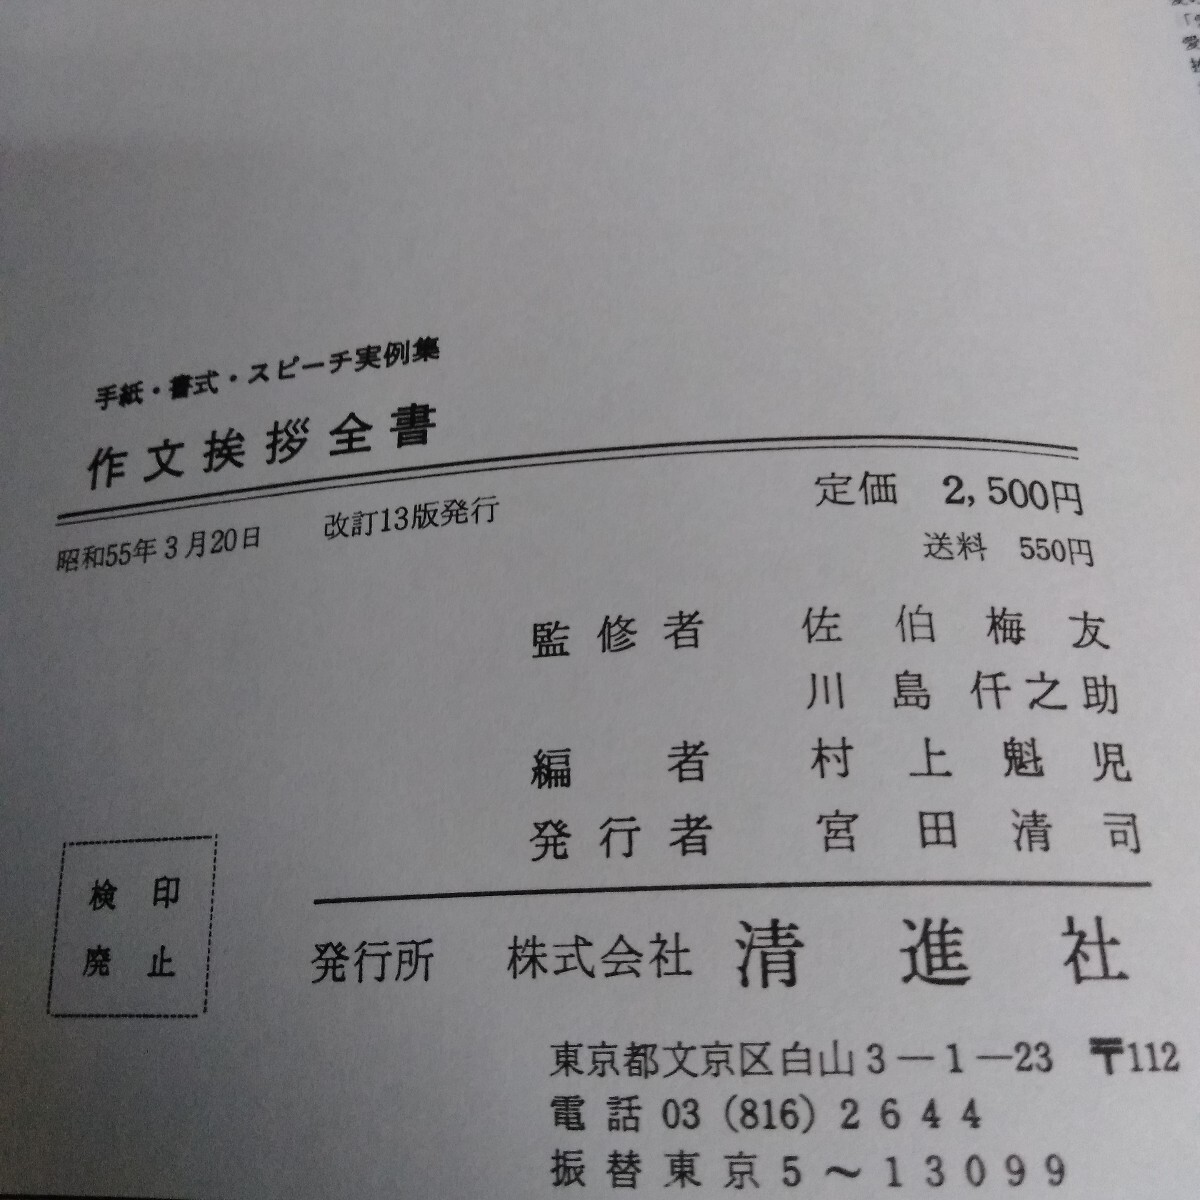 手紙・書式・スピーチ実例集
作文挨拶全書
昭和55年3月20日 改訂13版発行
定価 2,500円
送料 550円
監修者 佐伯梅友
川島仟之助
編者 村上魁児
発行者 宮田清司
検印
廃止
発行所 株式会社 清進社
東京都文京区白山3－1－23 〒112
電話 03 (816) 2644
振替東京5～13099